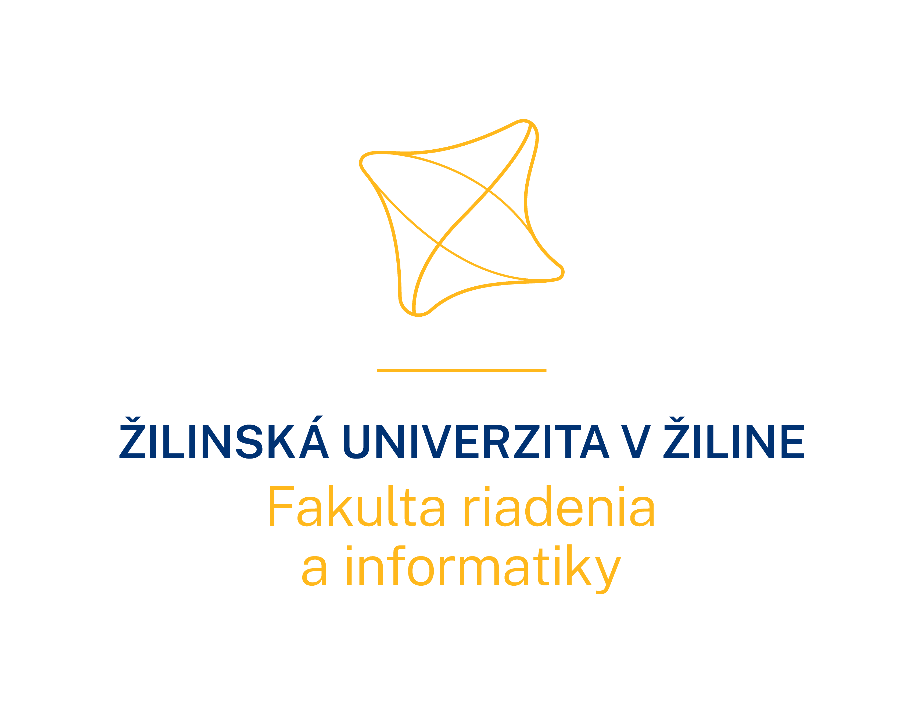 ŽILINSKÁ UNIVERZITA V ŽILINE
Fakulta riadenia
a informatiky